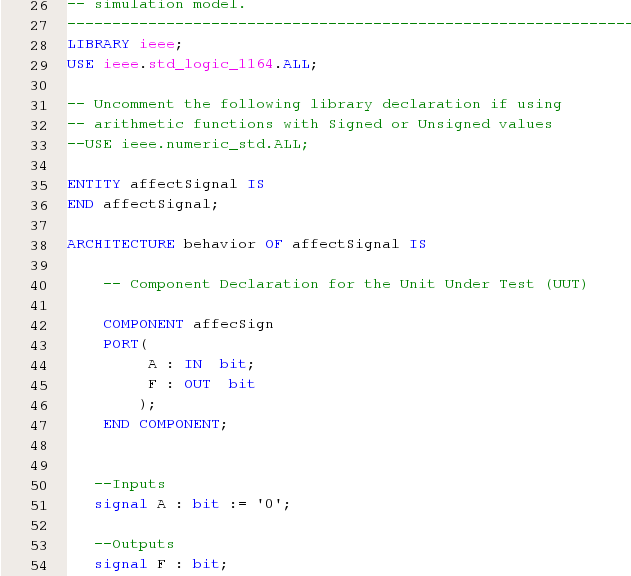 26 -- simulation model.
27 --------------------------------------------------------------------------------
28 LIBRARY ieee;
29 USE ieee.std_logic_1164.ALL;
30
31 -- Uncomment the following library declaration if using
32 -- arithmetic functions with Signed or Unsigned values
33 --USE ieee.numeric_std.ALL;
34
35 ENTITY affectSignal IS
36 END affectSignal;
37
38 ARCHITECTURE behavior OF affectSignal IS
39
40     -- Component Declaration for the Unit Under Test (UUT)
41
42     COMPONENT affecSign
43     PORT(
44          A : IN  bit;
45          F : OUT  bit
46         );
47     END COMPONENT;
48
49
50    --Inputs
51    signal A : bit := '0';
52
53    --Outputs
54    signal F : bit;